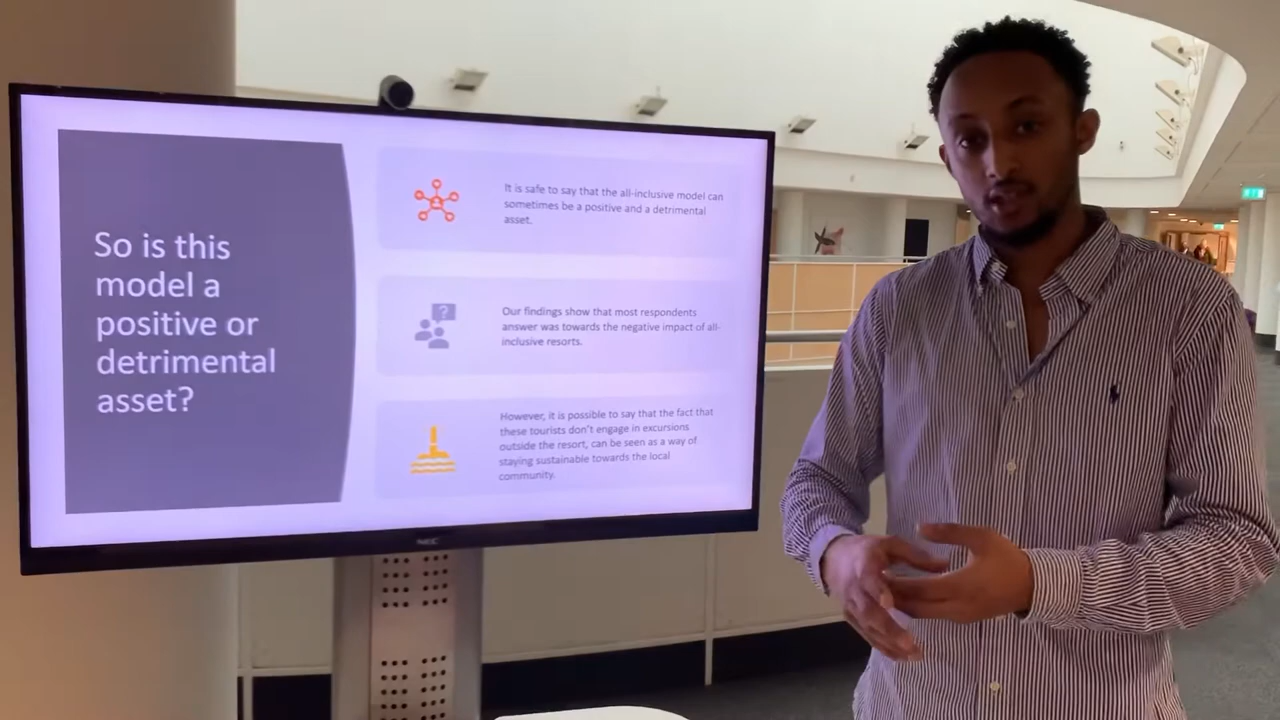 So is this
model a
positive or
detrimental
asset?
It is safe to say that the all-inclusive model can
sometimes be a positive and a detrimental
asset.
?
Our findings show that most respondents
answer was towards the negative impact of all-
inclusive resorts.
However, it is possible to say that the fact that
these tourists don't engage in excursions
outside the resort, can be seen as a way of
staying sustainable towards the local
community.
NEC